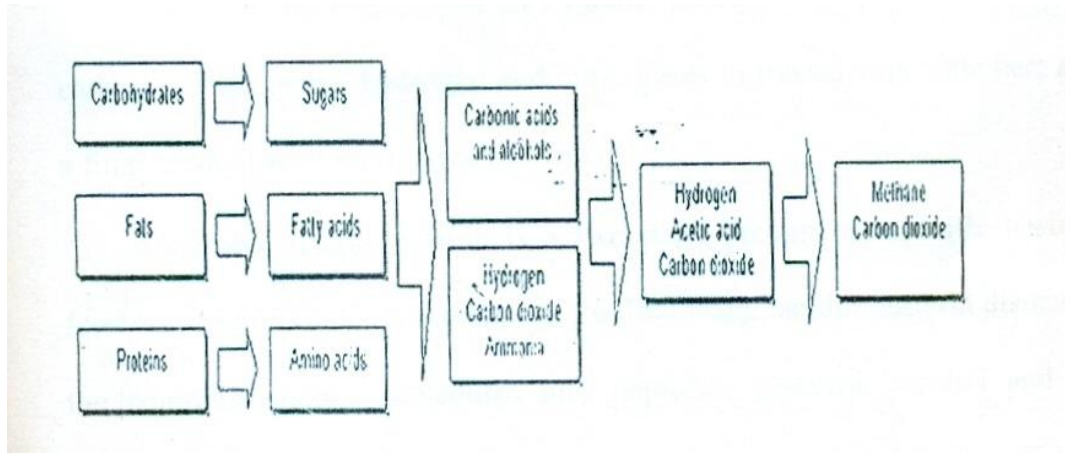 Carbohydrates
Sugars
Carbonic acids
and alcohols
Fats
Fatty acids
Hydrogen
Carbon dioxide
Ammonia
Proteins
Amino acids
Hydrogen
Acetic acid
Carbon dioxide
Methane
Carbon dioxide